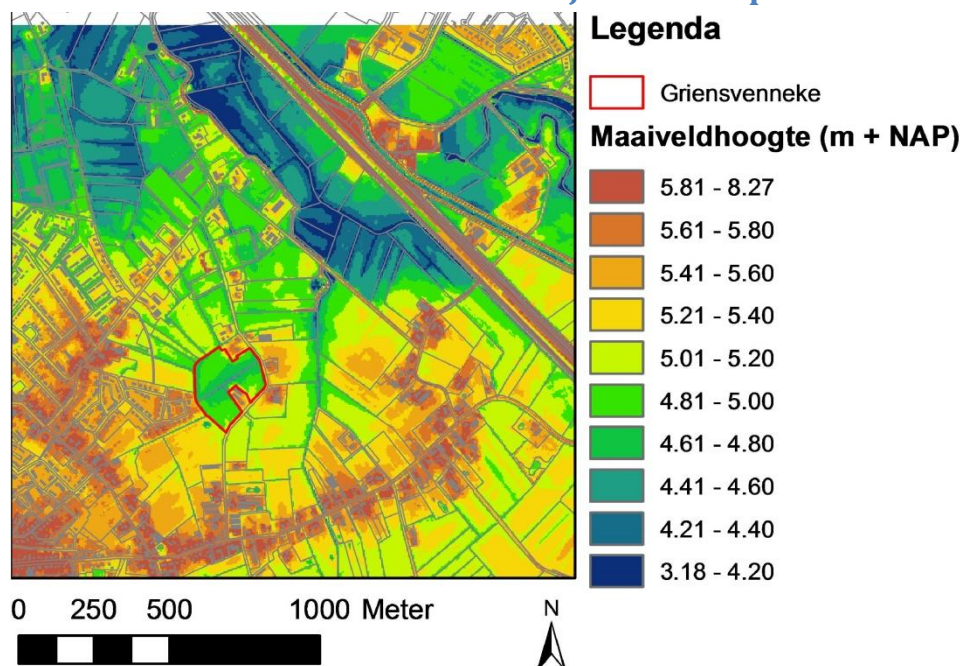 Legenda
Griensvenneke
Maaiveldhoogte (m + NAP)
5.81 - 8.27
5.61 - 5.80
5.41 - 5.60
5.21 - 5.40
5.01 - 5.20
4.81 - 5.00
4.61 - 4.80
4.41 - 4.60
4.21 - 4.40
3.18 - 4.20
0 250 500 1000 Meter
N